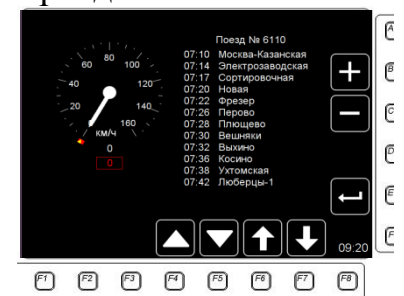 Поезд № 6110
07:10 Москва-Казанская
07:14 Электрозаводская
07:17 Сортировочная
07:20 Новая
07:22 Фрезер
07:26 Перово
07:28 Плющево
07:30 Вешняки
07:32 Выхино
07:36 Косино
07:38 Ухтомская
07:42 Люберцы-1
60 80 100
40 120
20 140
0 160
км/ч
0
0
09:20
A
B
C
D
E
F
F1 F2 F3 F4 F5 F6 F7 F8